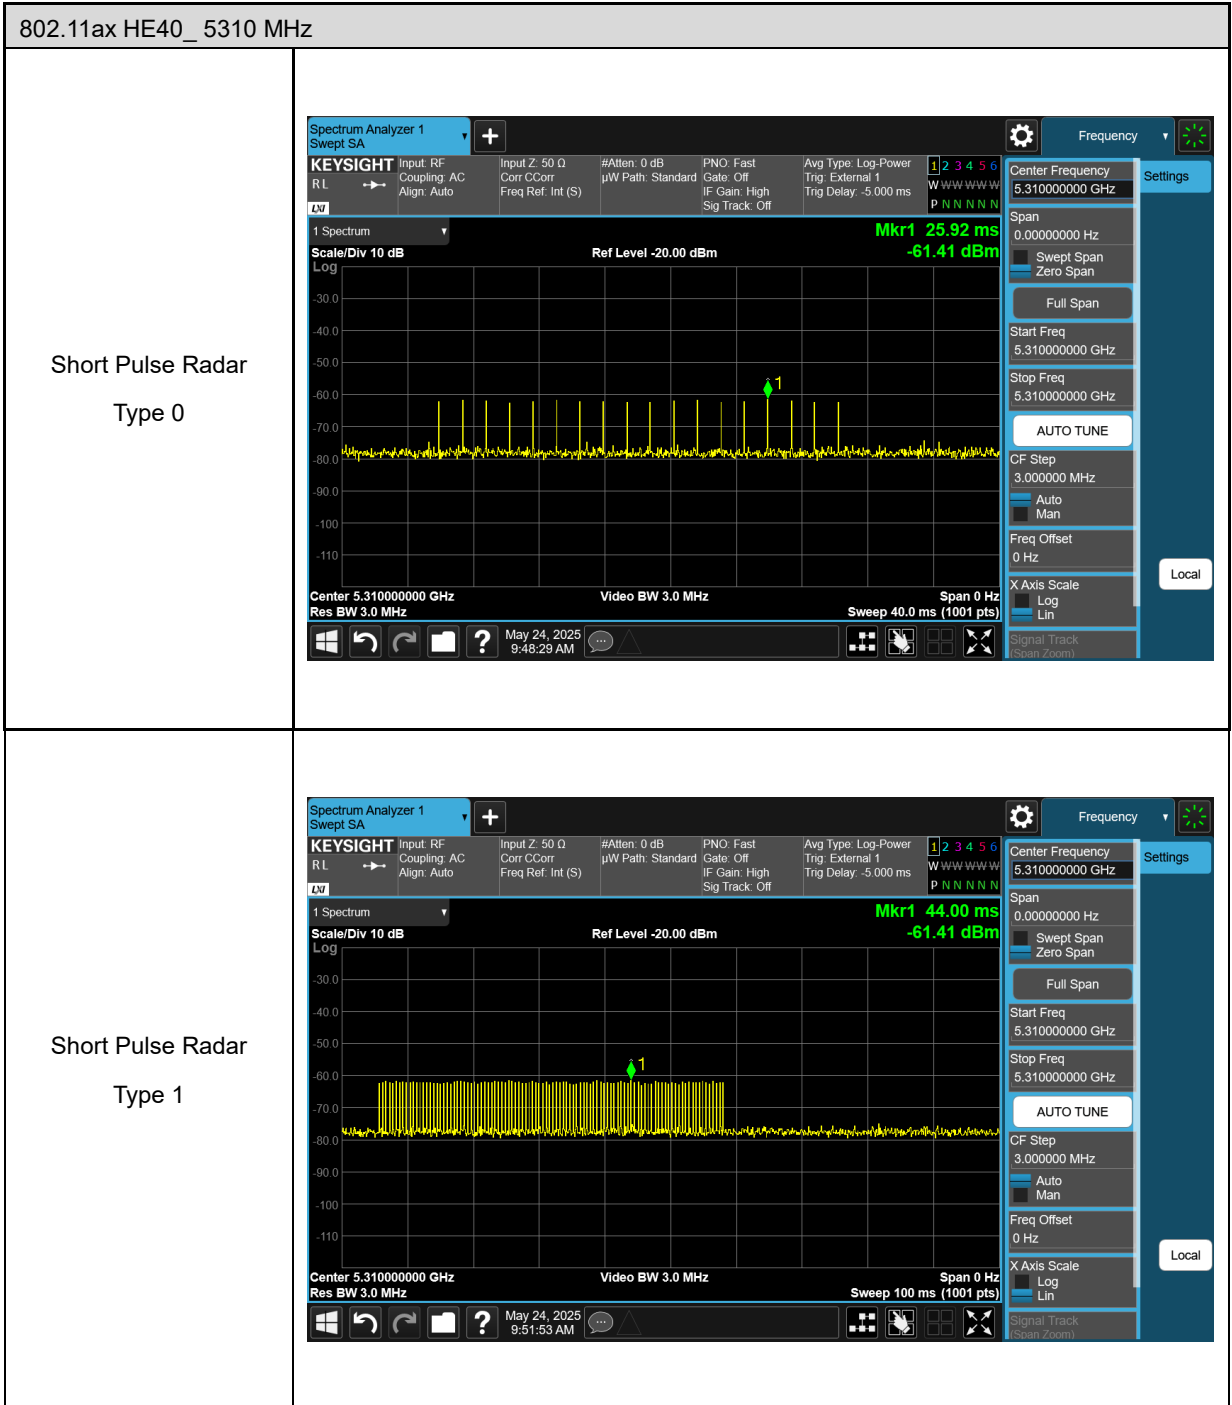 802.11ax HE40_ 5310 MHz
Short Pulse Radar
Type 0
Spectrum Analyzer 1
Swept SA
Frequency
KEYSIGHT
RL
LXI
Input: RF
Coupling: AC
Align: Auto
Input Z: 50 Ω
Corr CCorr
Freq Ref: Int (S)
#Atten: 0 dB
µW Path: Standard
PNO: Fast
Gate: Off
IF Gain: High
Sig Track: Off
Avg Type: Log-Power
Trig: External 1
Trig Delay: -5.000 ms
1 2 3 4 5 6
W W W W W W
P N N N N N
1 Spectrum
Mkr1 25.92 ms
Scale/Div 10 dB
Ref Level -20.00 dBm
-61.41 dBm
Log
-30.0
-40.0
-50.0
-60.0
-70.0
-80.0
-90.0
-100
-110
1
Center 5.310000000 GHz
Video BW 3.0 MHz
Span 0 Hz
Res BW 3.0 MHz
Sweep 40.0 ms (1001 pts)
May 24, 2025
9:48:29 AM
Center Frequency
5.310000000 GHz
Span
0.00000000 Hz
Swept Span
Zero Span
Full Span
Start Freq
5.310000000 GHz
Stop Freq
5.310000000 GHz
AUTO TUNE
CF Step
3.000000 MHz
Auto
Man
Freq Offset
0 Hz
X Axis Scale
Log
Lin
Signal Track
(Span Zoom)
Settings
Local
Short Pulse Radar
Type 1
Spectrum Analyzer 1
Swept SA
Frequency
KEYSIGHT
RL
LXI
Input: RF
Coupling: AC
Align: Auto
Input Z: 50 Ω
Corr CCorr
Freq Ref: Int (S)
#Atten: 0 dB
µW Path: Standard
PNO: Fast
Gate: Off
IF Gain: High
Sig Track: Off
Avg Type: Log-Power
Trig: External 1
Trig Delay: -5.000 ms
1 2 3 4 5 6
W W W W W W
P N N N N N
1 Spectrum
Mkr1 44.00 ms
Scale/Div 10 dB
Ref Level -20.00 dBm
-61.41 dBm
Log
-30.0
-40.0
-50.0
-60.0
-70.0
-80.0
-90.0
-100
-110
1
Center 5.310000000 GHz
Video BW 3.0 MHz
Span 0 Hz
Res BW 3.0 MHz
Sweep 100 ms (1001 pts)
May 24, 2025
9:51:53 AM
Center Frequency
5.310000000 GHz
Span
0.00000000 Hz
Swept Span
Zero Span
Full Span
Start Freq
5.310000000 GHz
Stop Freq
5.310000000 GHz
AUTO TUNE
CF Step
3.000000 MHz
Auto
Man
Freq Offset
0 Hz
X Axis Scale
Log
Lin
Signal Track
(Span Zoom)
Settings
Local